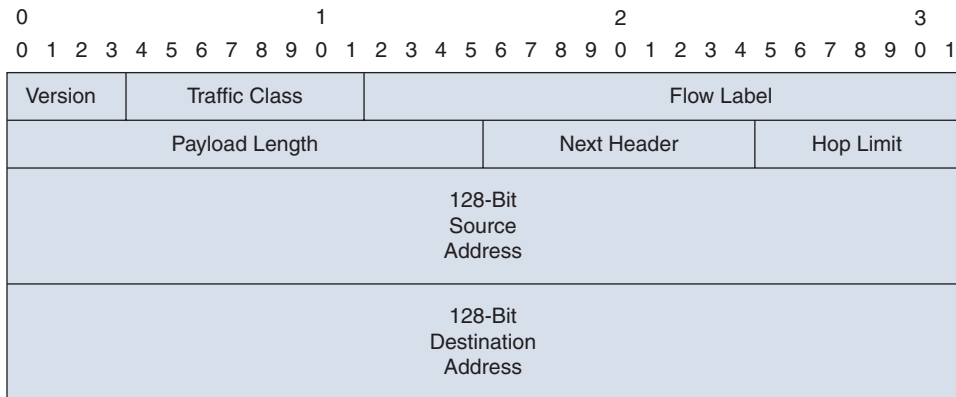 0 1 2 3
0 1 2 3 4 5 6 7 8 9 0 1 2 3 4 5 6 7 8 9 0 1 2 3 4 5 6 7 8 9 0 1
Version Traffic Class Flow Label
Payload Length Next Header Hop Limit
128-Bit
Source
Address
128-Bit
Destination
Address